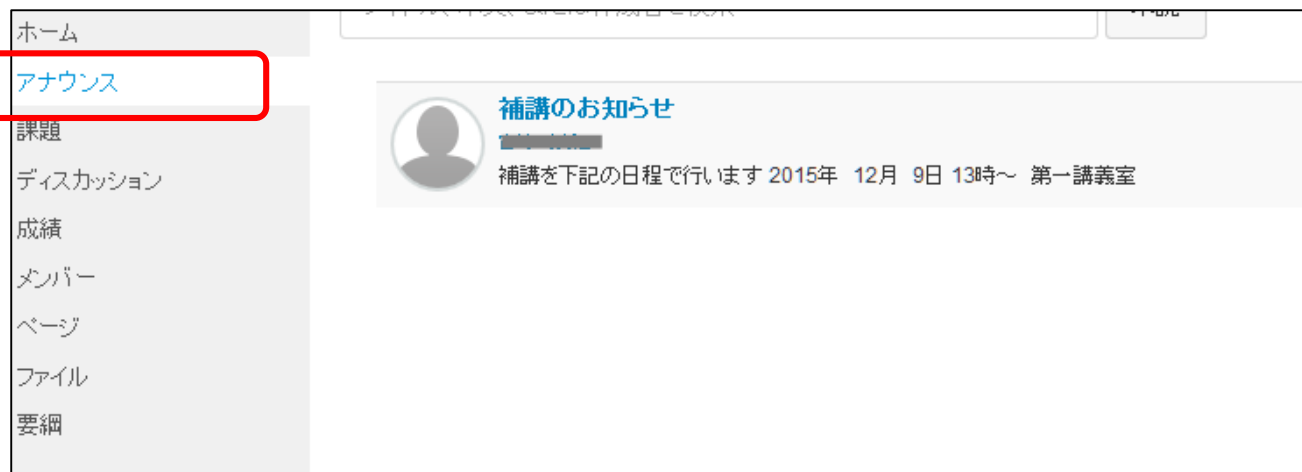 ホーム
アナウンス
課題
ディスカッション
成績
メンバー
ページ
ファイル
要綱
補講のお知らせ
補講を下記の日程で行います 2015年 12月 9日 13時～ 第一講義室